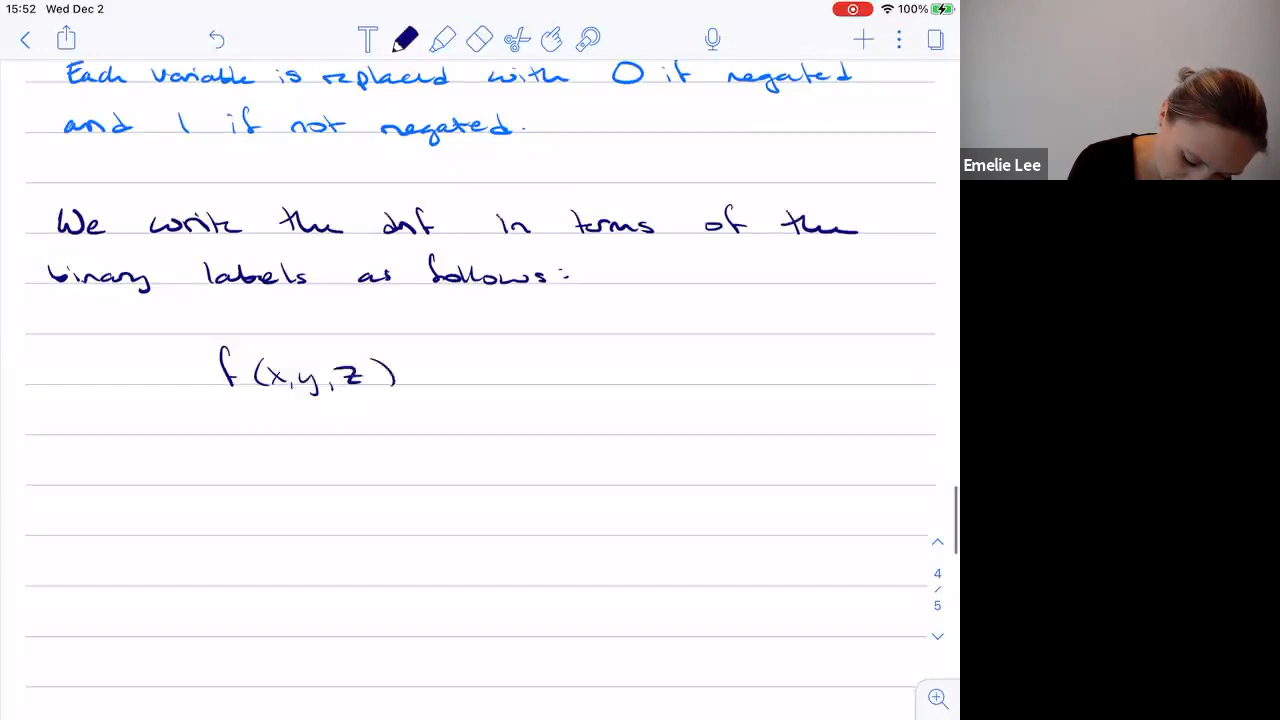 15:52 Wed Dec 2
100%
Each variable is replaced with 0 if negated
and 1 if not negated.
We write the dnf in terms of the
binary labels as follows:
f(x,y,z)
Emelie Lee
4
/
5